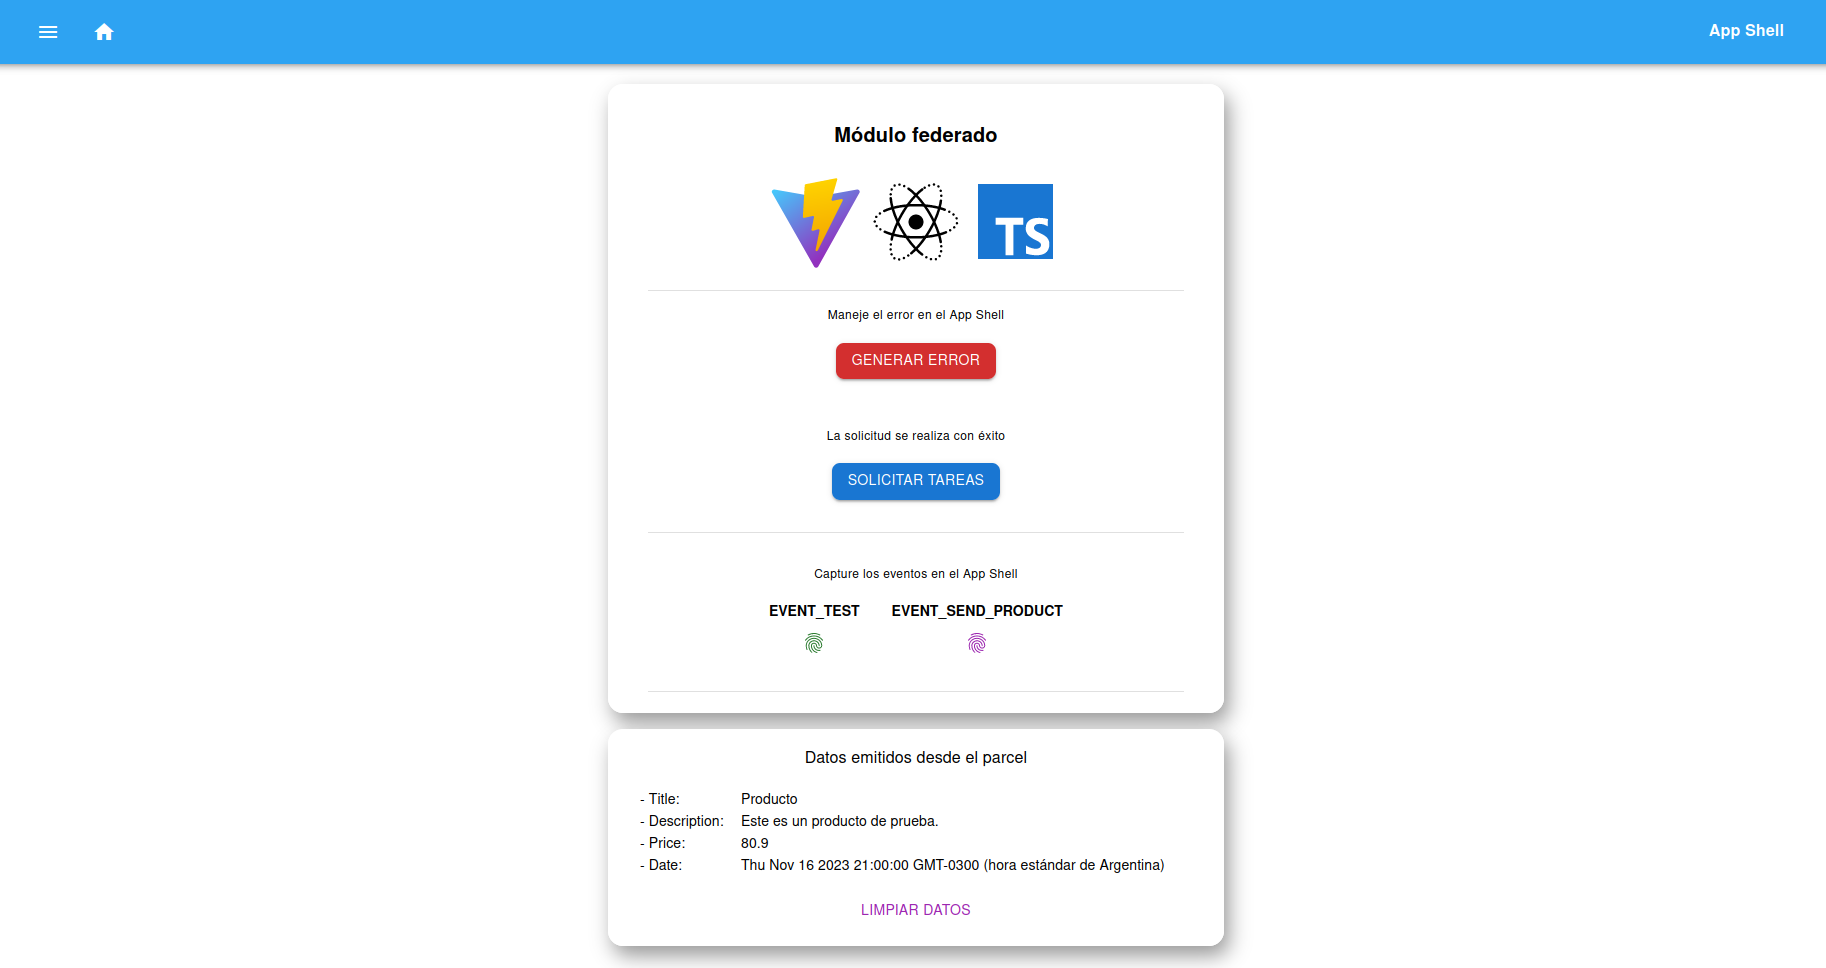 App Shell
Módulo federado
TS
Maneje el error en el App Shell
GENERAR ERROR
La solicitud se realiza con éxito
SOLICITAR TAREAS
Capture los eventos en el App Shell
EVENT_TEST EVENT_SEND_PRODUCT
Datos emitidos desde el parcel
- Title: Producto
- Description: Este es un producto de prueba.
- Price: 80.9
- Date: Thu Nov 16 2023 21:00:00 GMT-0300 (hora estándar de Argentina)
LIMPIAR DATOS